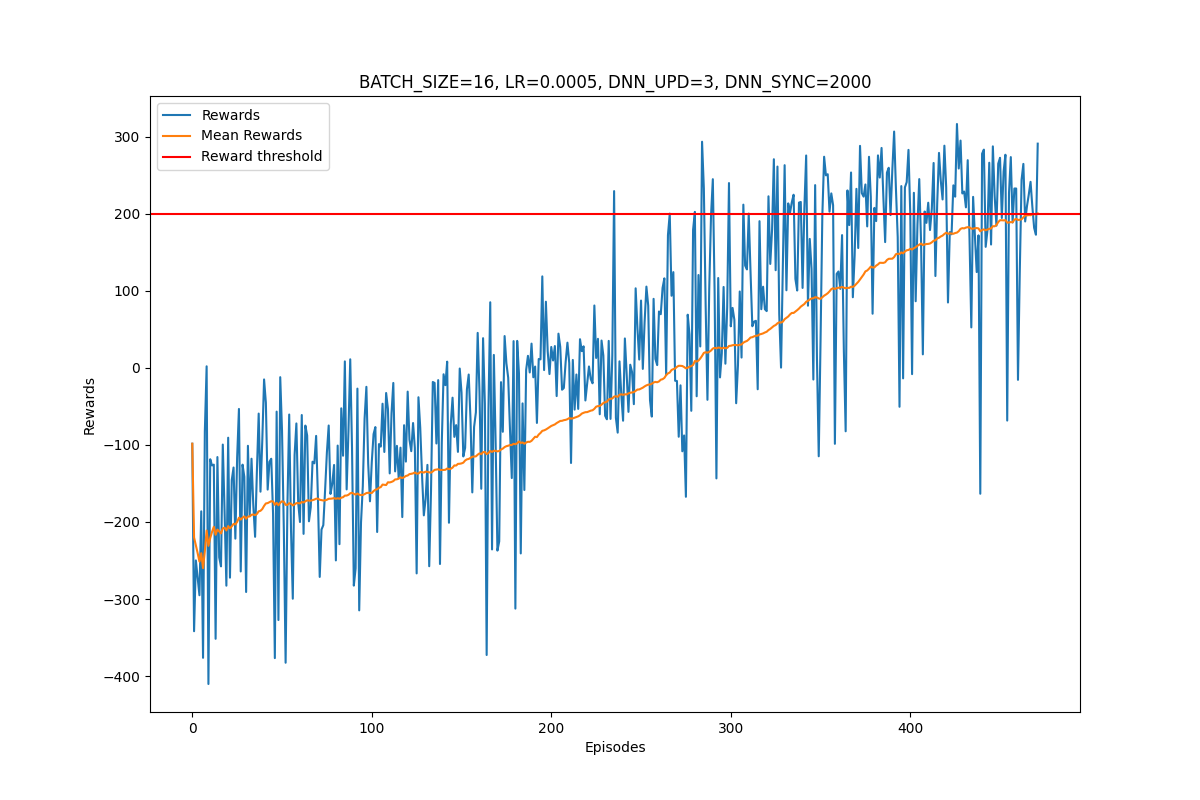 BATCH_SIZE=16, LR=0.0005, DNN_UPD=3, DNN_SYNC=2000
Rewards
Mean Rewards
Reward threshold
300
200
100
0
−100
−200
−300
−400
Rewards
0 100 200 300 400
Episodes